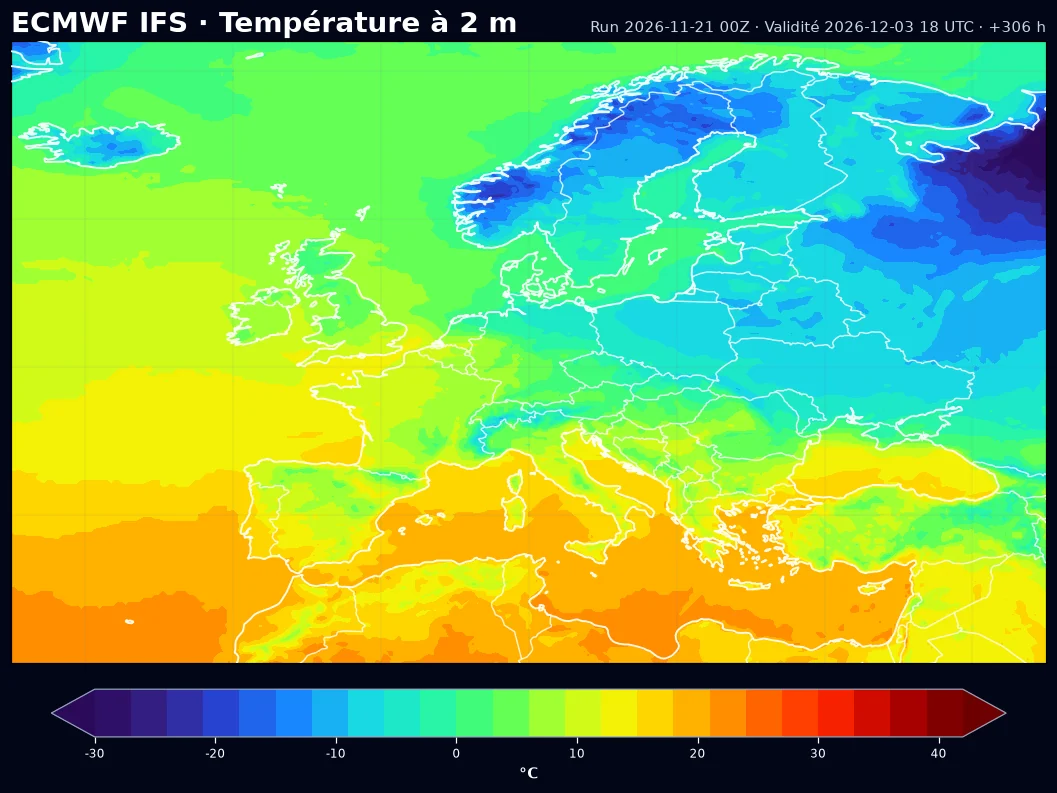 ECMWF IFS · Température à 2 m
Run 2026-11-21 00Z · Validité 2026-12-03 18 UTC · +306 h
-30 -20 -10 0 10 20 30 40
°C